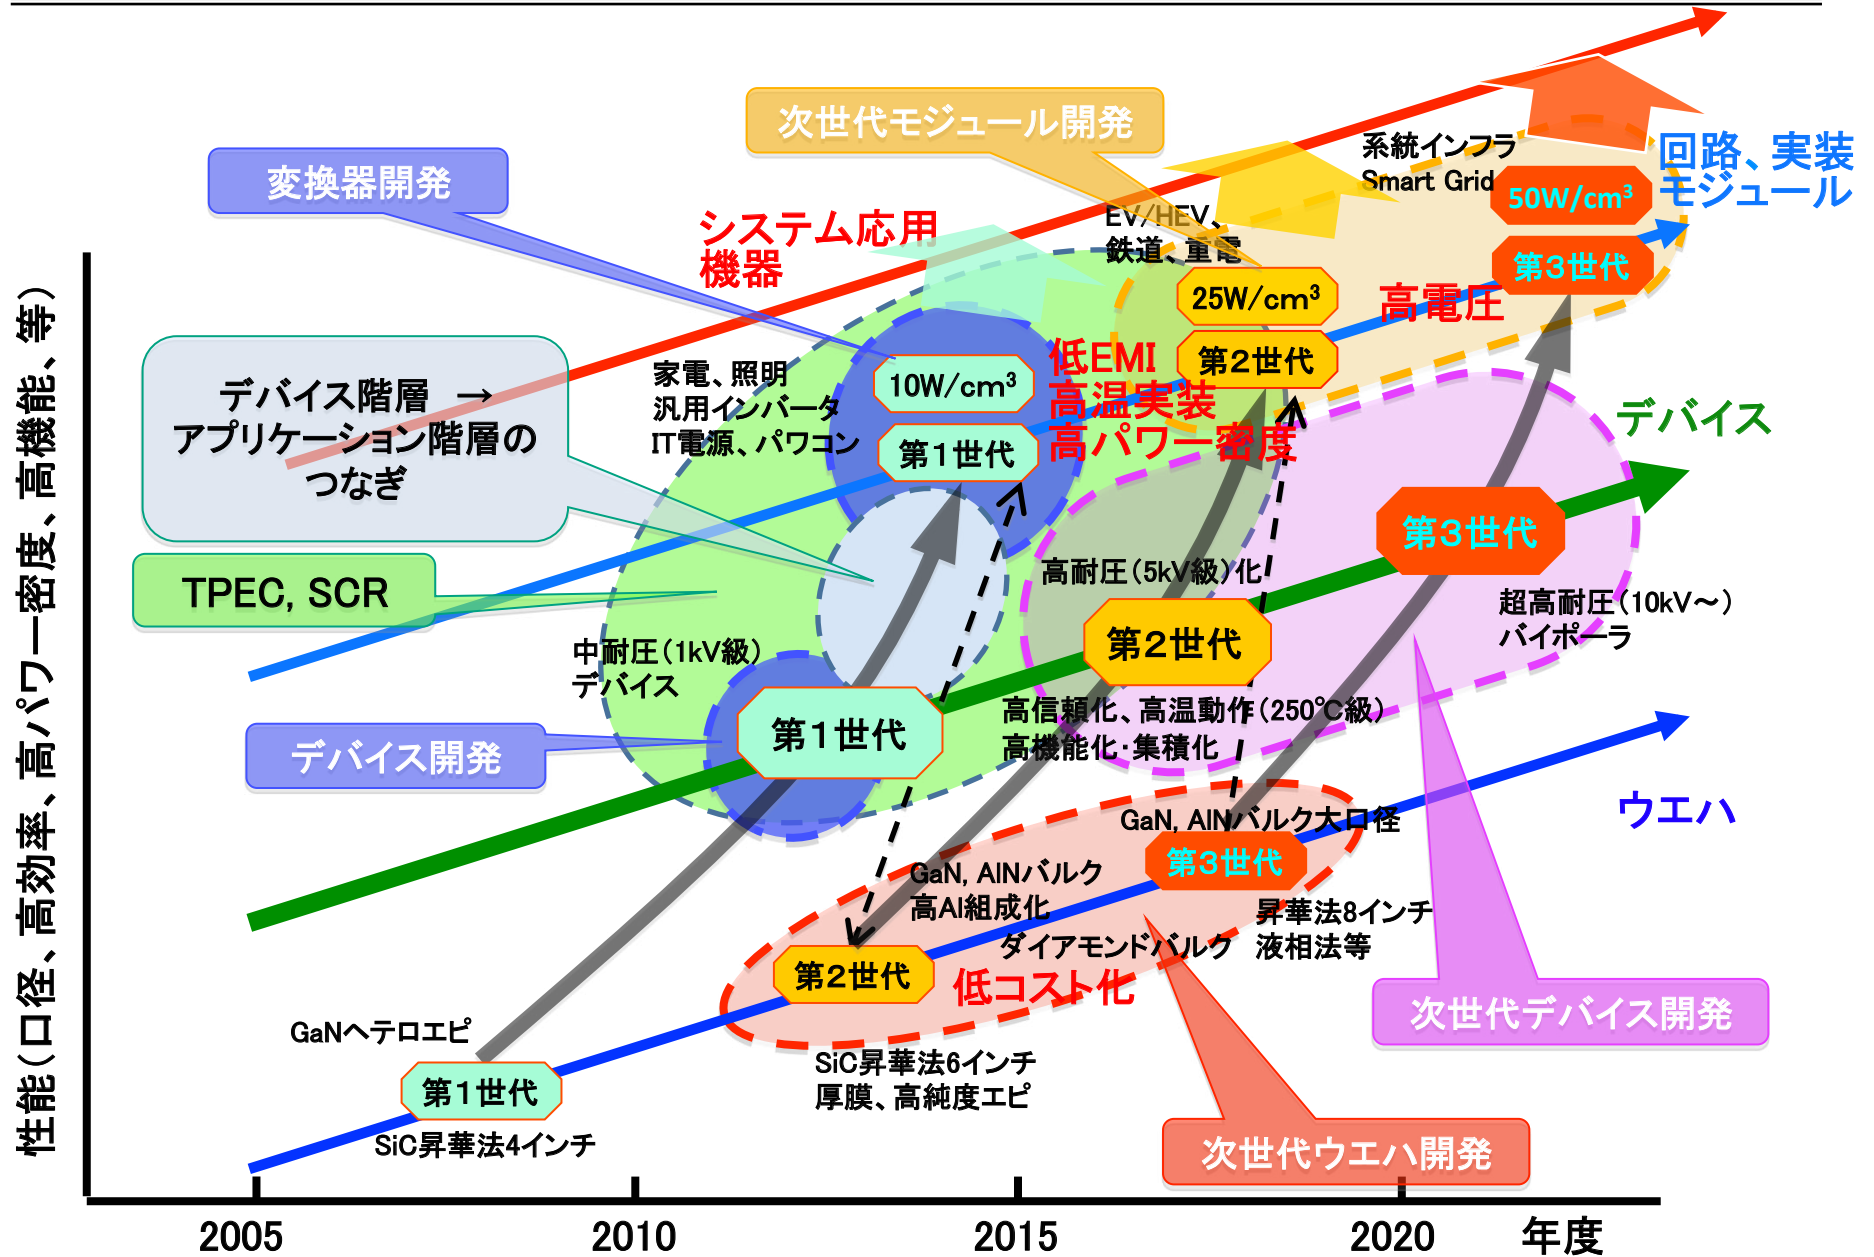 次世代モジュール開発
変換器開発
系統インフラ
Smart Grid
回路、実装
モジュール
50W/cm³
第3世代
システム応用
機器
EV/HEV、
鉄道、重電
25W/cm³
第2世代
高電圧
低EMI
高温実装
高パワー密度
家電、照明
汎用インバータ
IT電源、パワコン
10W/cm³
第1世代
デバイス階層 →
アプリケーション階層の
つなぎ
TPEC, SCR
デバイス
第3世代
高耐圧(5kV級)化
超高耐圧(10kV~)
バイポーラ
第2世代
中耐圧(1kV級)
デバイス
高信頼化、高温動作(250℃級)
高機能化・集積化
第1世代
デバイス開発
ウエハ
GaN, AlNバルク大口径
第3世代
GaN, AlNバルク
高Al組成化
昇華法8インチ
液相法等
ダイアモンドバルク
第2世代
低コスト化
次世代デバイス開発
GaNヘテロエピ
SiC昇華法6インチ
厚膜、高純度エピ
第1世代
SiC昇華法4インチ
次世代ウエハ開発
性能(口径、高効率、高パワー密度、高機能、等)
2005
2010
2015
2020
年度